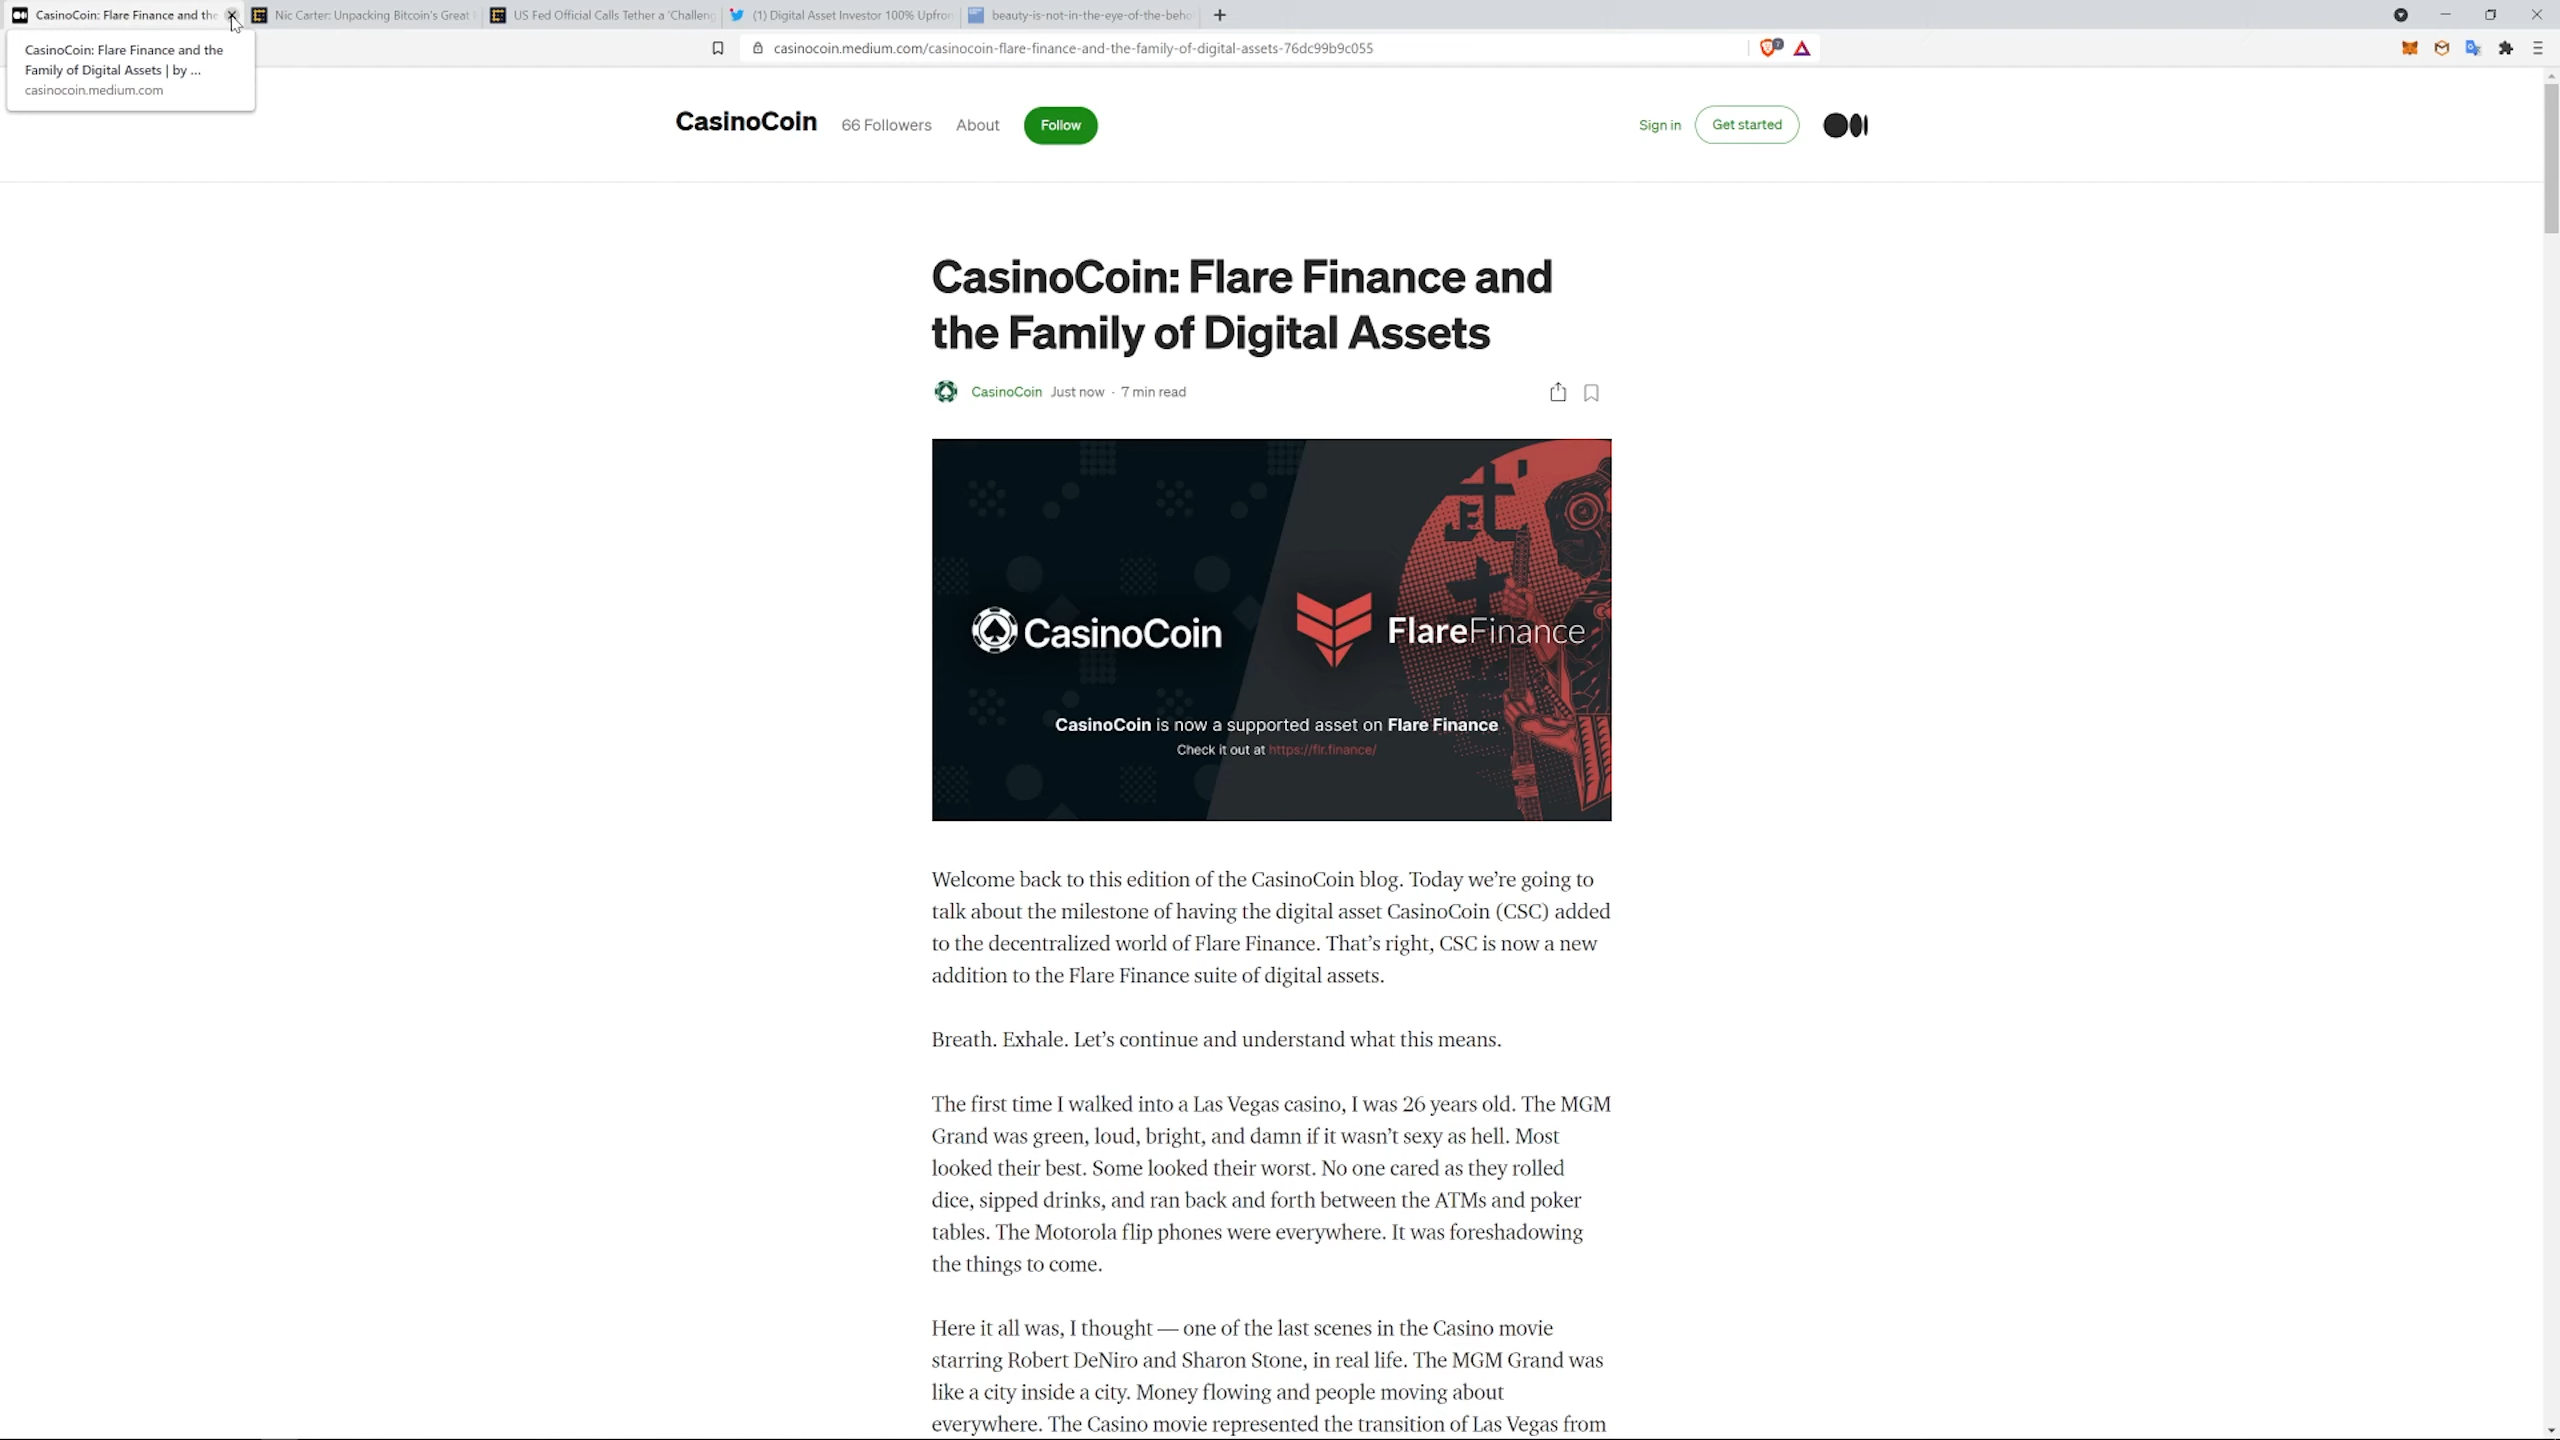 CasinoCoin: Flare Finance and the
Nic Carter: Unpacking Bitcoin's Great
US Fed Official Calls Tether a 'Challeng
(1) Digital Asset Investor 100% Upfron
beauty-is-not-in-the-eye-of-the-beho
CasinoCoin: Flare Finance and the
Family of Digital Assets | by ...
casinocoin.medium.com
casinocoin.medium.com/casinocoin-flare-finance-and-the-family-of-digital-assets-76dc99b9c055
CasinoCoin
66 Followers
About
Follow
Sign in
Get started
CasinoCoin: Flare Finance and
the Family of Digital Assets
CasinoCoin Just now · 7 min read
CasinoCoin
FlareFinance
CasinoCoin is now a supported asset on Flare Finance
Check it out at https://flr.finance/
Welcome back to this edition of the CasinoCoin blog. Today we’re going to
talk about the milestone of having the digital asset CasinoCoin (CSC) added
to the decentralized world of Flare Finance. That’s right, CSC is now a new
addition to the Flare Finance suite of digital assets.
Breath. Exhale. Let’s continue and understand what this means.
The first time I walked into a Las Vegas casino, I was 26 years old. The MGM
Grand was green, loud, bright, and damn if it wasn’t sexy as hell. Most
looked their best. Some looked their worst. No one cared as they rolled
dice, sipped drinks, and ran back and forth between the ATMs and poker
tables. The Motorola flip phones were everywhere. It was foreshadowing
the things to come.
Here it all was, I thought — one of the last scenes in the Casino movie
starring Robert DeNiro and Sharon Stone, in real life. The MGM Grand was
like a city inside a city. Money flowing and people moving about
everywhere. The Casino movie represented the transition of Las Vegas from